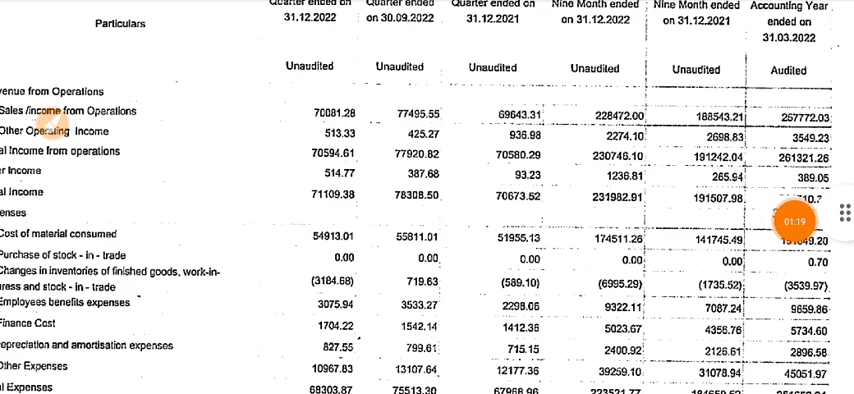 Quarter ended on Quarter ended Quarter ended on Nine Month ended Nine Month ended Accounting Year
Particulars 31.12.2022 on 30.09.2022 31.12.2021 on 31.12.2022 on 31.12.2021 ended on
31.03.2022
Unaudited Unaudited Unaudited Unaudited Unaudited Audited
venue from Operations
Sales /income from Operations 70081.28 77495.55 69643.31 228472.00 188543.21 257772.03
Other Operating Income 513.33 425.27 936.98 2274.10 2698.83 3549.23
al Income from operations 70594.61 77920.82 70580.29 230746.10 191242.04 261321.26
er Income 514.77 387.68 93.23 1236.81 265.94 389.05
al Income 71109.38 78308.50 70673.52 231982.91 191507.98
enses
01:19
Cost of material consumed 54913.01 55811.01 51955.13 174511.26 141745.49
Purchase of stock - in - trade 0.00 0.00 0.00 0.00 0.00 0.70
Changes in inventories of finished goods, work-in-
ress and stock - in - trade (3184.68) 719.63 (589.10) (6995.29) (1735.52) (3539.97)
Employees benefits expenses 3075.94 3533.27 2298.06 9322.11 7087.24 9659.86
Finance Cost 1704.22 1542.14 1412.36 5023.67 4358.76 5734.60
epreciation and amortisation expenses 827.55 799.61 715.15 2400.92 2126.61 2896.58
Other Expenses 10967.83 13107.64 12177.36 39259.10 31078.94 45051.97
al Expenses 68303.87 75513.30 67968.96 223521.77